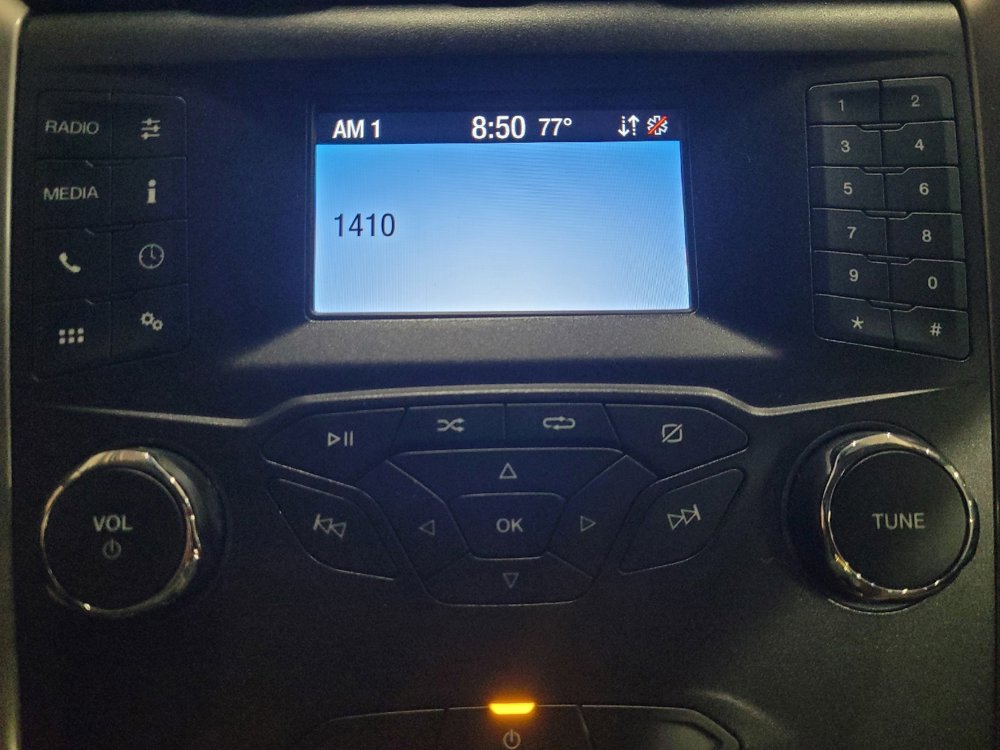 AM 1 8:50 77°
1410
RADIO
MEDIA
1 2
3 4
5 6
7 8
9 0
* #
VOL
OK
TUNE